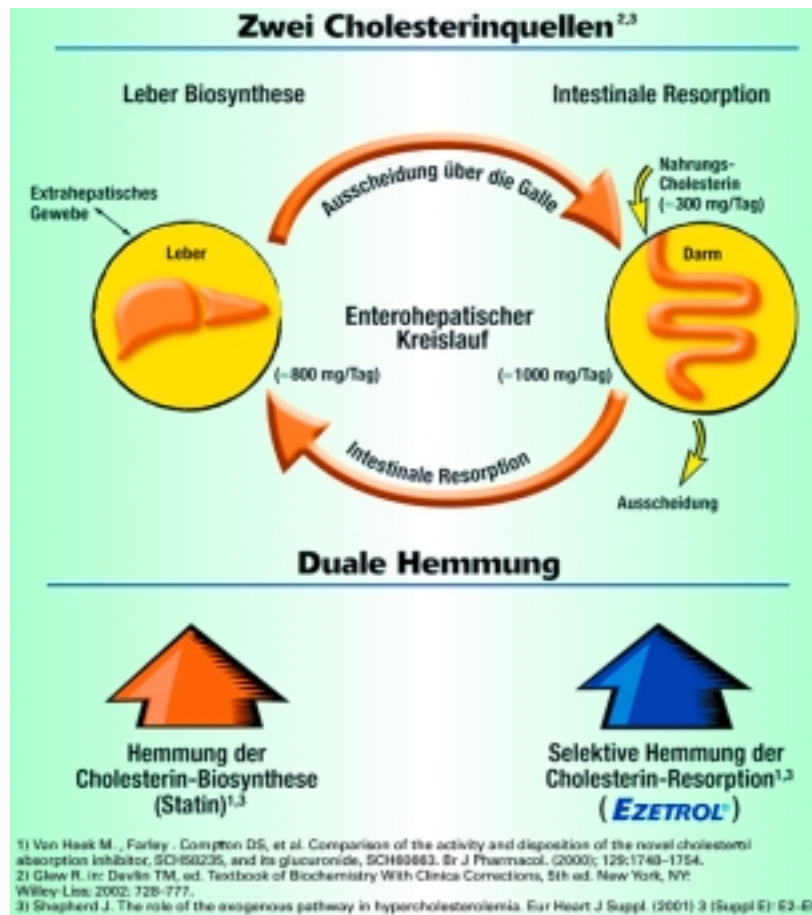 Zwei Cholesterinquellen2,3
Leber Biosynthese
Intestinale Resorption
Ausscheidung über die Galle
Nahrungs-
Cholesterin
(~300 mg/Tag)
Extrahepatisches
Gewebe
Leber
Darm
Enterohepatischer
Kreislauf
(~800 mg/Tag)
(~1000 mg/Tag)
Intestinale Resorption
Ausscheidung
Duale Hemmung
Hemmung der
Cholesterin-Biosynthese
(Statin)1,3
Selektive Hemmung der
Cholesterin-Resorption1,3
(EZETROL®)
1) Van Heek M., Farley. Compton DS, et al. Comparison of the activity and disposition of the novel cholesterol
absorption inhibitor, SCH58235, and its glucuronide, SCH60663. Br J Pharmacol. (2000); 129:1748-1754.
2) Glew R. in: Devlin TM, ed. Textbook of Biochemistry With Clinica Corrections, 5th ed. New York, NY:
Willey-Liss; 2002: 728-777.
3) Shepherd J. The role of the exogenous pathway in hypercholesterolemia. Eur Heart J Suppl. (2001) 3 (Suppl E): E2-